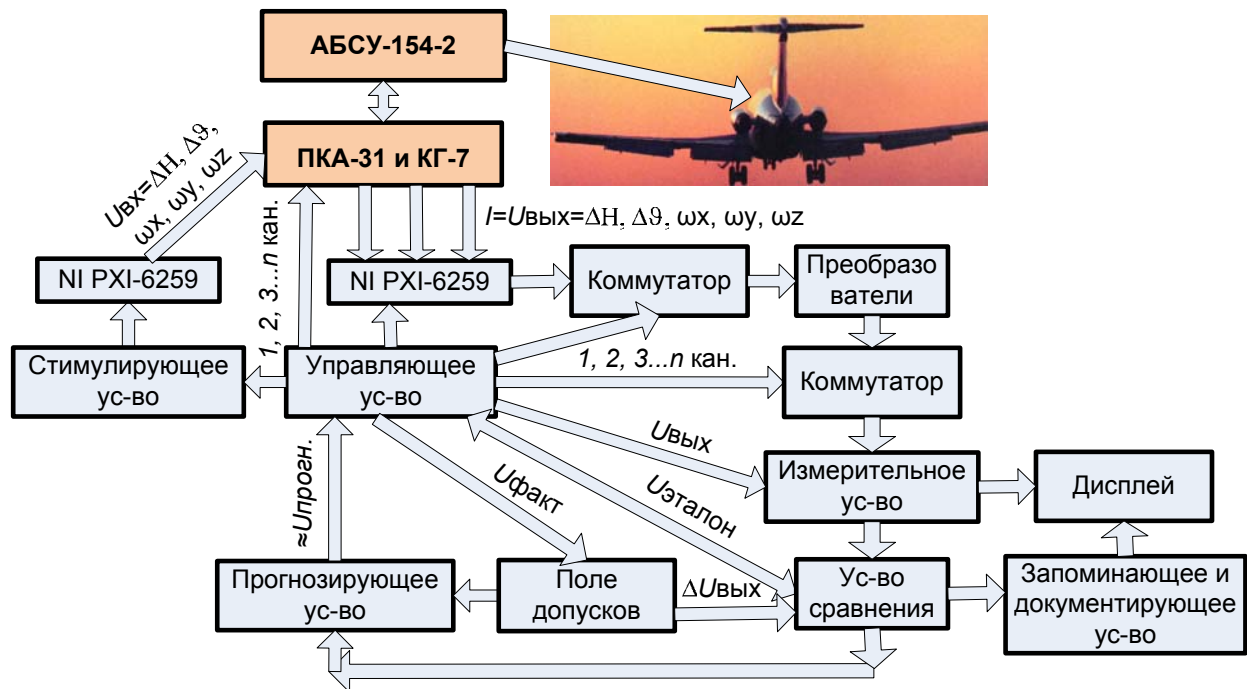 АБСУ-154-2
ПКА-31 и КГ-7
Uвх=ΔH, Δϑ,
ωx, ωy, ωz
1, 2, 3...n кан.
I=Uвых=ΔH, Δϑ, ωx, ωy, ωz
NI PXI-6259
NI PXI-6259
Коммутатор
Преобразо
ватели
Стимулирующее
ус-во
Управляющее
ус-во
1, 2, 3...n кан.
Коммутатор
Uвых
Измерительное
ус-во
Дисплей
≈Uпрогн.
Uфакт
Uэталон
Прогнозирующее
ус-во
Поле
допусков
ΔUвых
Ус-во
сравнения
Запоминающее и
документирующее
ус-во